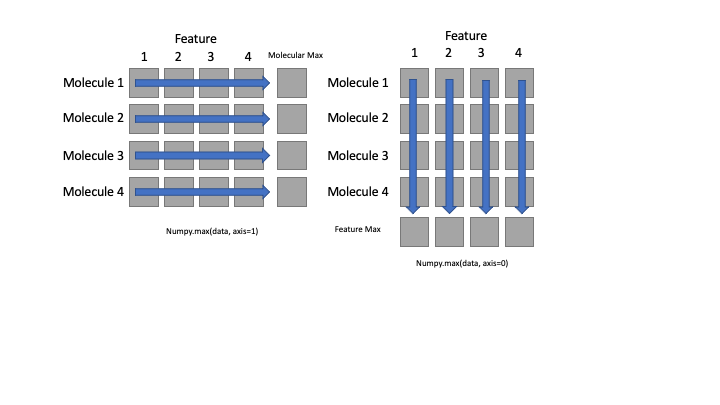 Feature
1 2 3 4 Molecular Max
Molecule 1
Molecule 2
Molecule 3
Molecule 4
Numpy.max(data, axis=1)
Feature
1 2 3 4
Molecule 1
Molecule 2
Molecule 3
Molecule 4
Feature Max
Numpy.max(data, axis=0)